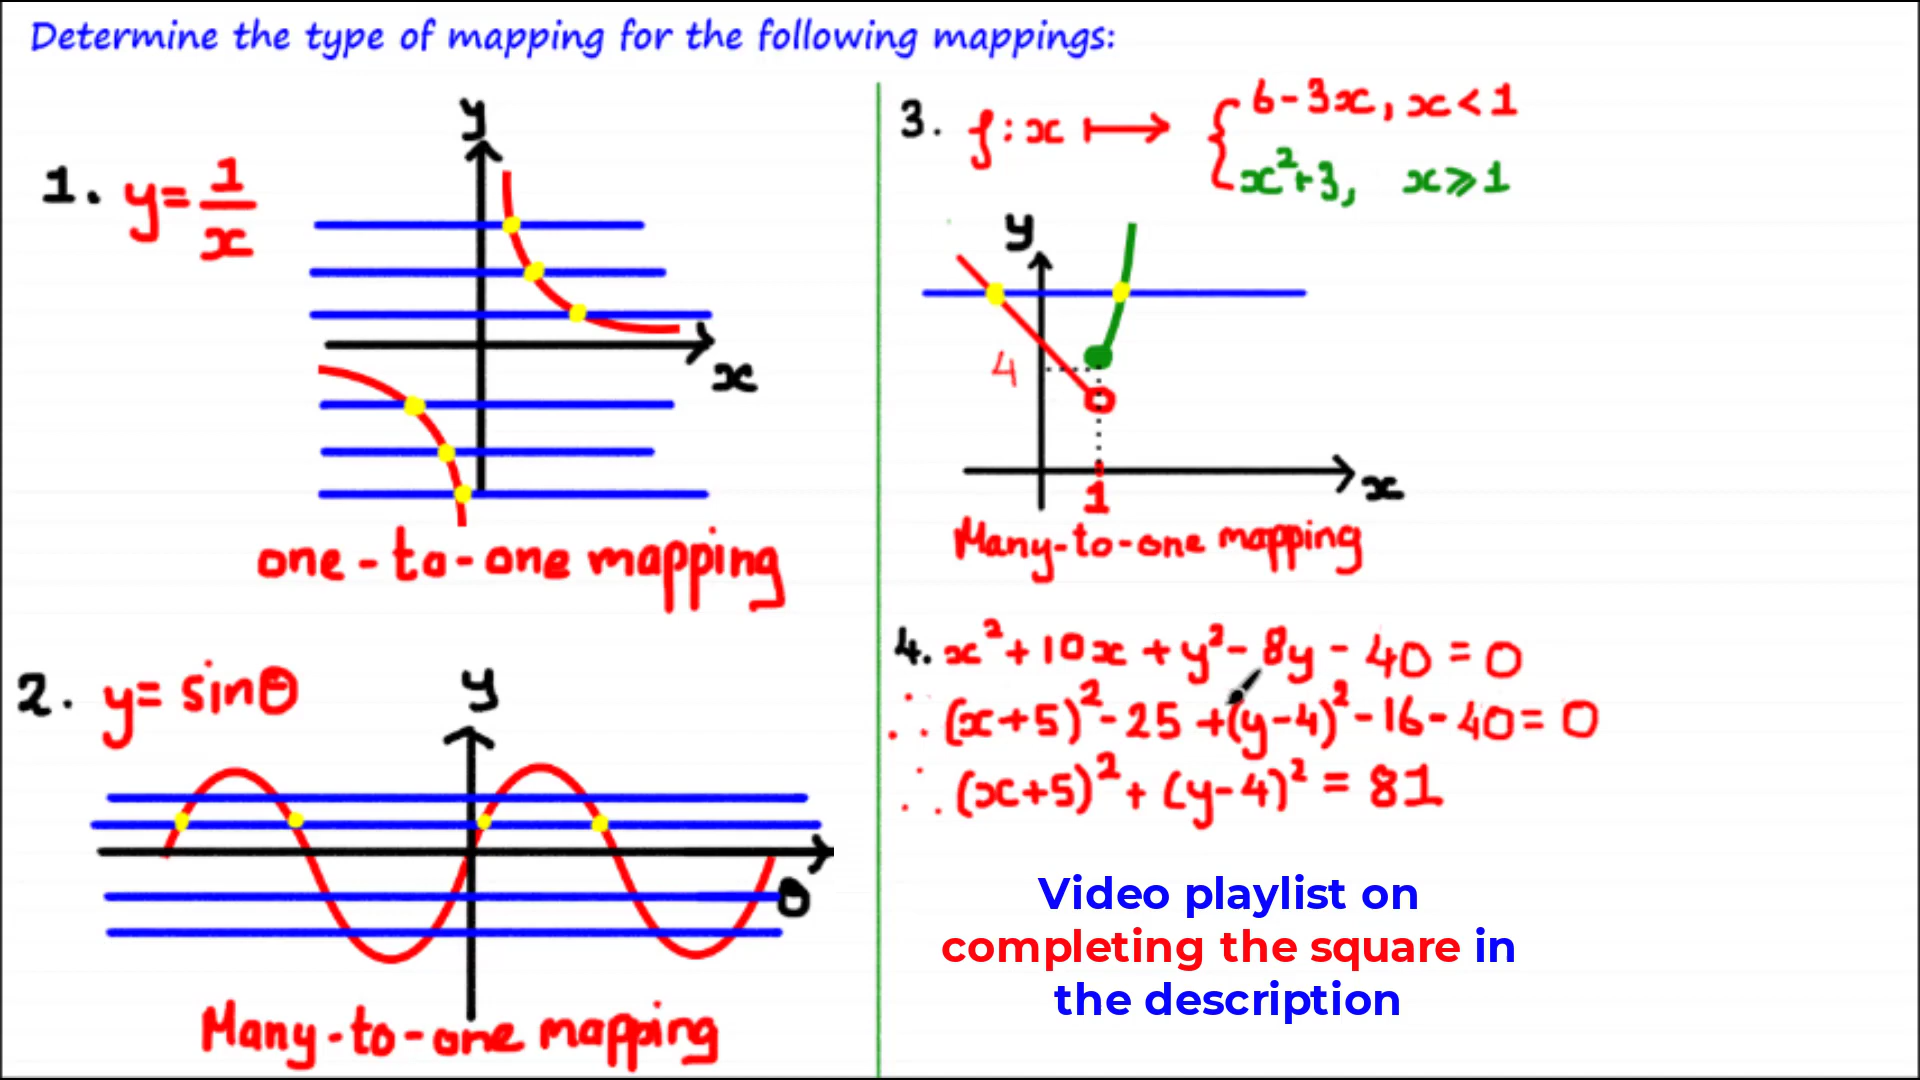 Determine the type of mapping for the following mappings:
1. y = 1/x
y
x
one-to-one mapping
2. y = sinθ
y
θ
Many-to-one mapping
3. f : x ↦ { 6-3x, x<1
x²+3, x⩾1
y
4
1
x
Many-to-one mapping
4. x²+10x + y²- 8y - 40 = 0
∴ (x+5)²-25 +(y-4)²-16-40= 0
∴ (x+5)²+ (y-4)² = 81
Video playlist on
completing the square in
the description